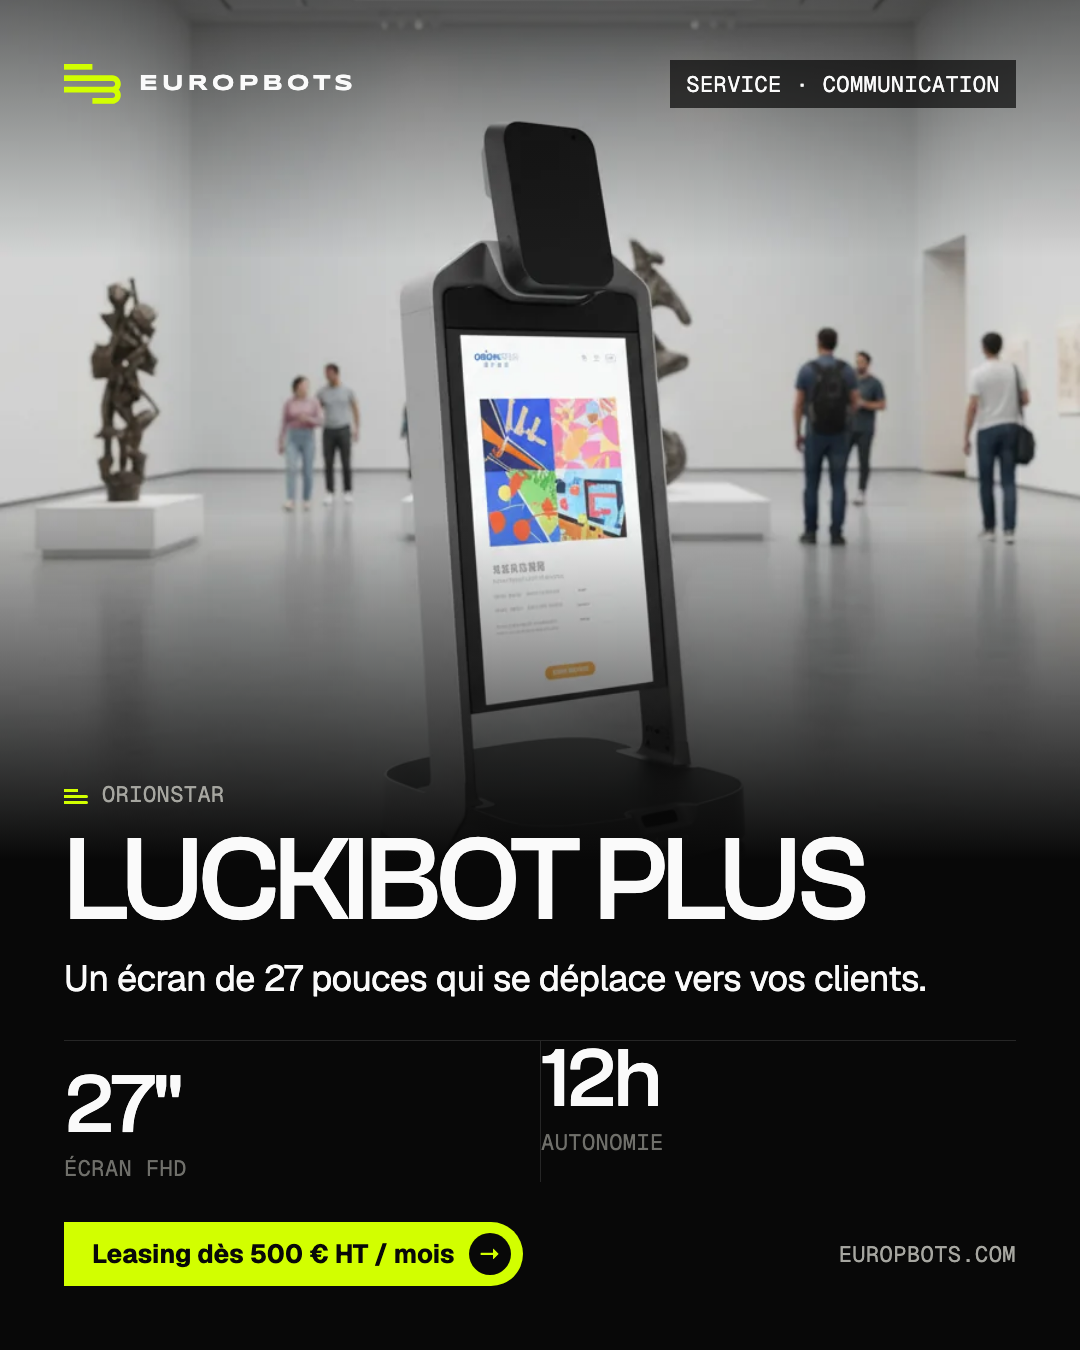 EUROPBOTS
SERVICE · COMMUNICATION
ORIONSTAR
LUCKIBOT PLUS
Un écran de 27 pouces qui se déplace vers vos clients.
27"
ÉCRAN FHD
12h
AUTONOMIE
Leasing dès 500 € HT / mois →
EUROPBOTS.COM